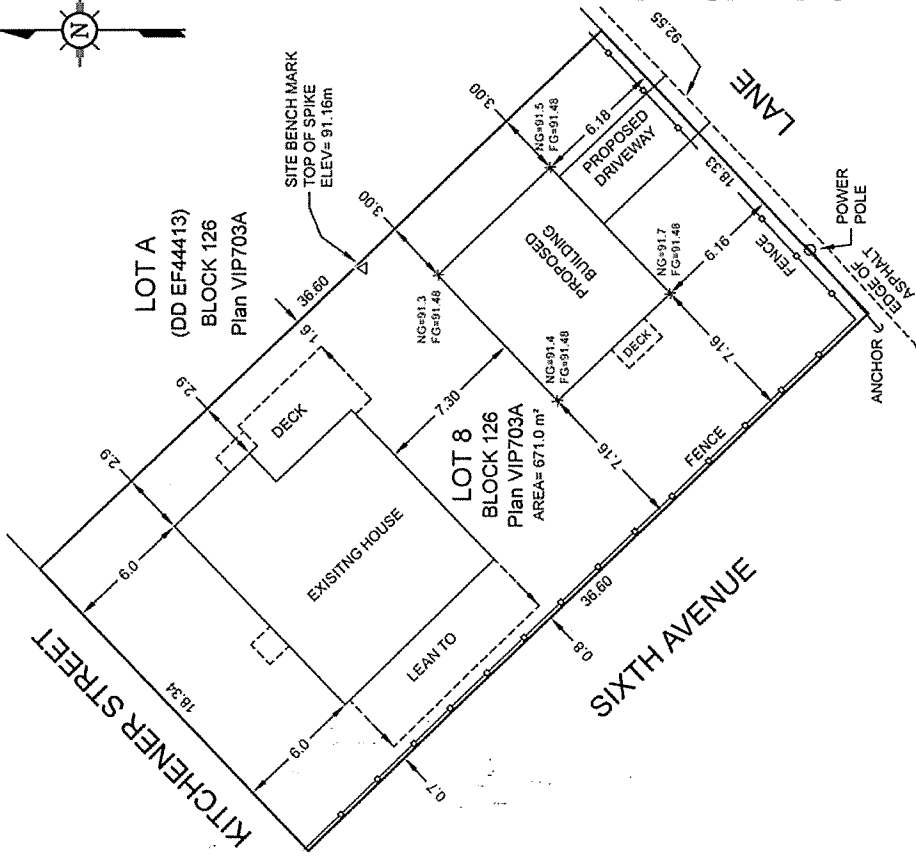 N
SITE BENCH MARK
TOP OF SPIKE
ELEV= 91.16m
LOT A
(DD EF44413)
BLOCK 126
Plan VIP703A
36.60
3.00
3.00
1.6
2.9
2.9
92.55
LANE
NG=91.5
FG=91.48
6.18
PROPOSED
DRIVEWAY
18.33
NG=91.3
FG=91.48
PROPOSED
BUILDING
NG=91.7
FG=91.48
6.16
FENCE
POWER
POLE
EDGE OF
ASPHALT
ANCHOR
NG=91.4
FG=91.48
DECK
7.16
7.16
7.30
DECK
LOT 8
BLOCK 126
Plan VIP703A
AREA= 671.0 m²
FENCE
6.0
EXISITNG HOUSE
LEAN TO
6.0
18.34
KITCHENER STREET
36.60
0.8
0.7
SIXTH AVENUE